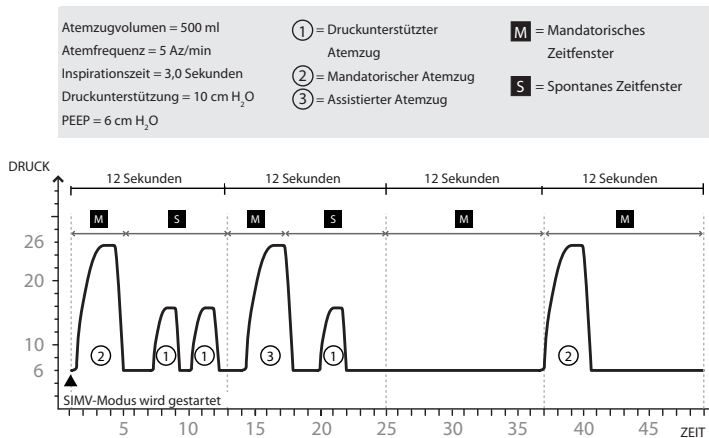 Atemzugvolumen = 500 ml
Atemfrequenz = 5 Az/min
Inspirationszeit = 3,0 Sekunden
Druckunterstützung = 10 cm H₂O
PEEP = 6 cm H₂O
1 = Druckunterstützter
Atemzug
2 = Mandatorischer Atemzug
3 = Assistierter Atemzug
M = Mandatorisches
Zeitfenster
S = Spontanes Zeitfenster
DRUCK
12 Sekunden 12 Sekunden 12 Sekunden 12 Sekunden
M S M S M M
26
20
10
6
2 1 1 3 1 2
SIMV-Modus wird gestartet
5 10 15 20 25 30 35 40 45 ZEIT